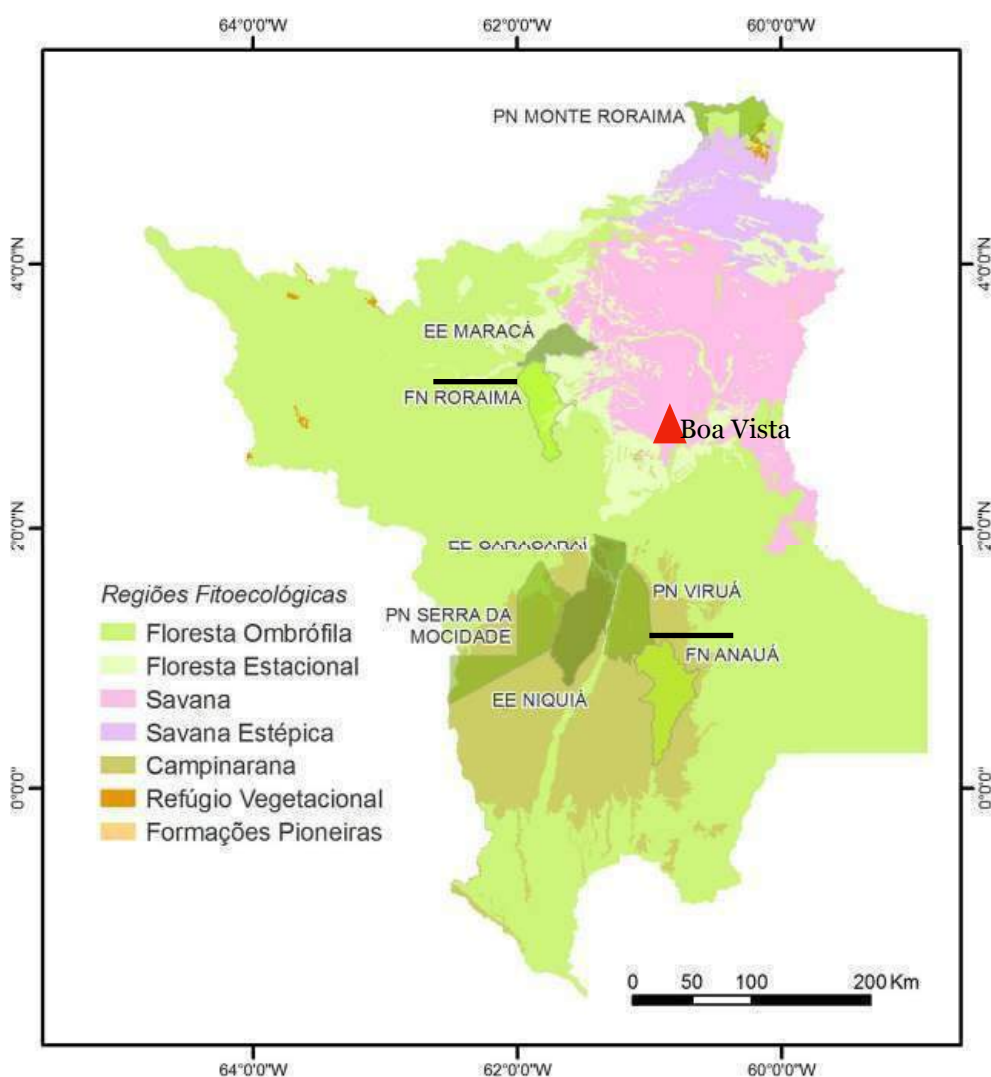 64°0'0"W
62°0'0"W
60°0'0"W
PN MONTE RORAIMA
4°0'0"N
4°0'0"N
EE MARACÁ
FN RORAIMA
Boa Vista
2°0'0"N
2°0'0"N
EE CARACARAÍ
PN SERRA DA
MOCIDADE
PN VIRUÁ
FN ANAUÁ
EE NIQUIÁ
Regiões Fitoecológicas
Floresta Ombrófila
Floresta Estacional
Savana
Savana Estépica
Campinarana
Refúgio Vegetacional
Formações Pioneiras
0°0'0"
0°0'0"
0 50 100 200 Km
64°0'0"W
62°0'0"W
60°0'0"W